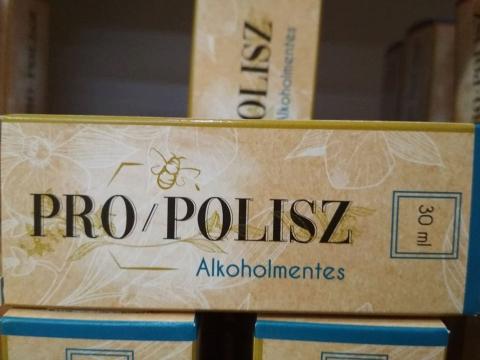 POLISZ
Alkoholmentes
PRO/POLISZ
Alkoholmentes
30 ml